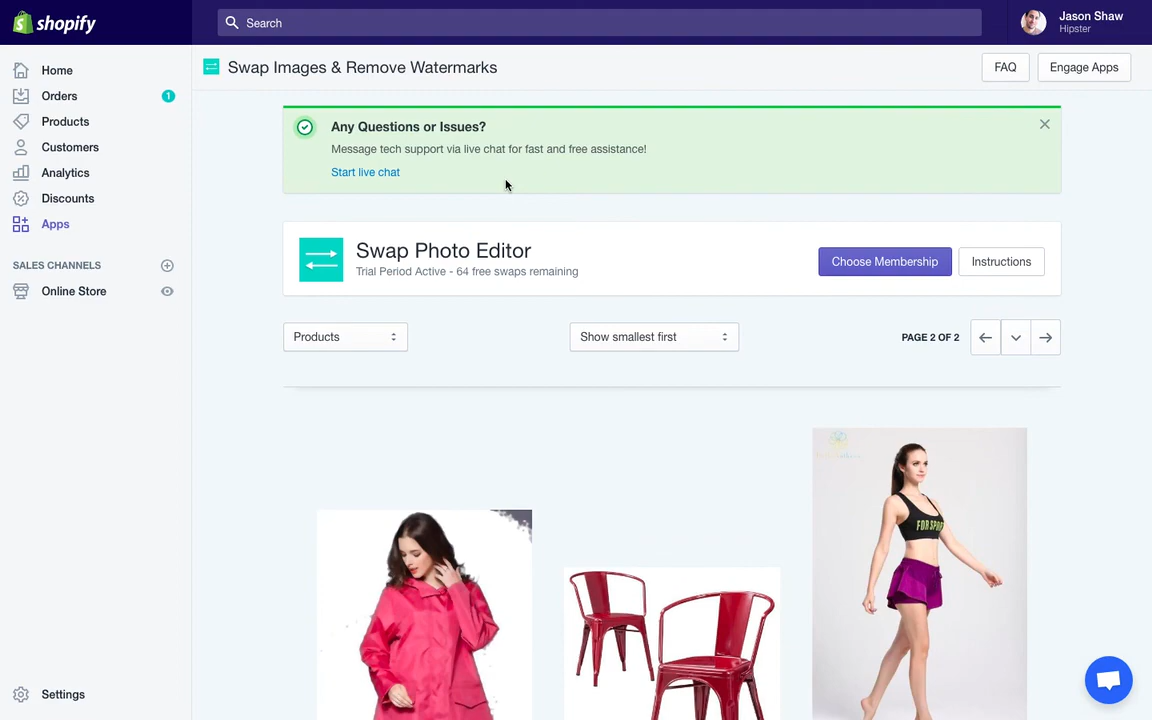 shopify
Search
Jason Shaw
Hipster
Home
Orders
1
Products
Customers
Analytics
Discounts
Apps
SALES CHANNELS
Online Store
Settings
Swap Images & Remove Watermarks
FAQ
Engage Apps
Any Questions or Issues?
Message tech support via live chat for fast and free assistance!
Start live chat
Swap Photo Editor
Trial Period Active - 64 free swaps remaining
Choose Membership
Instructions
Products
Show smallest first
PAGE 2 OF 2